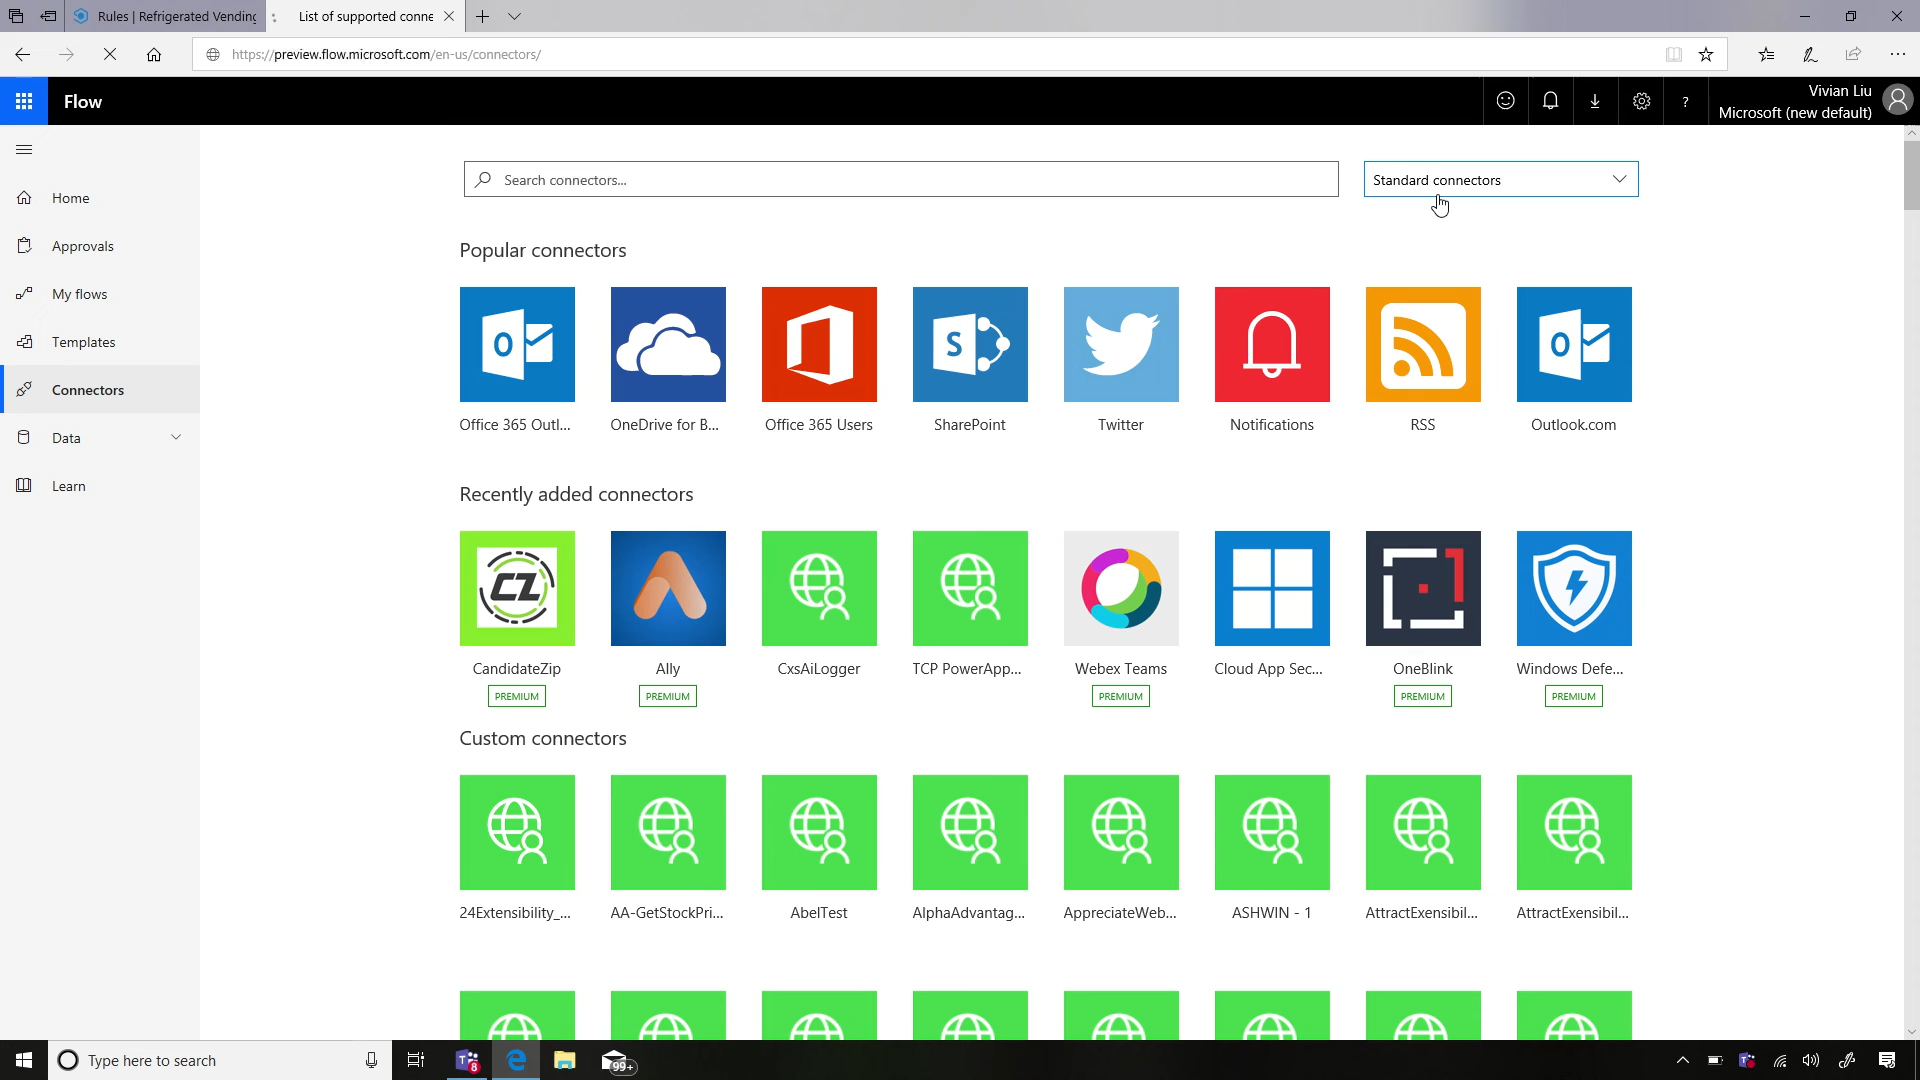 Rules | Refrigerated Vending
List of supported conne
https://preview.flow.microsoft.com/en-us/connectors/
Flow
?
Vivian Liu
Microsoft (new default)
Home
Approvals
My flows
Templates
Connectors
Data
Learn
Search connectors...
Standard connectors
Popular connectors
O
S
O
Office 365 Outl...
OneDrive for B...
Office 365 Users
SharePoint
Twitter
Notifications
RSS
Outlook.com
Recently added connectors
CZ
CandidateZip
Ally
CxsAiLogger
TCP PowerApp...
Webex Teams
Cloud App Sec...
OneBlink
Windows Defe...
PREMIUM
PREMIUM
PREMIUM
PREMIUM
PREMIUM
Custom connectors
24Extensibility_...
AA-GetStockPri...
AbelTest
AlphaAdvantag...
AppreciateWeb...
ASHWIN - 1
AttractExensibil...
AttractExensibil...
Type here to search
8
99+